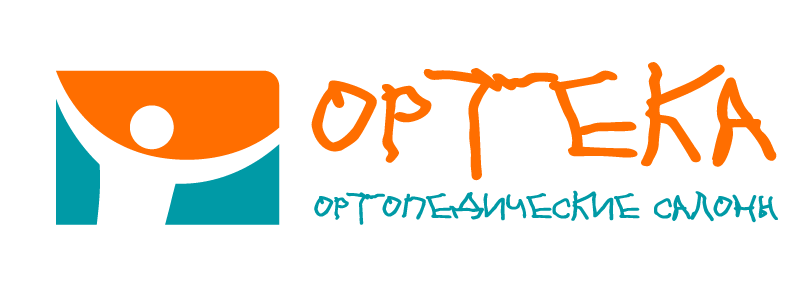 ОРТЕКА
ОРТОПЕДИЧЕСКИЕ САЛОНЫ